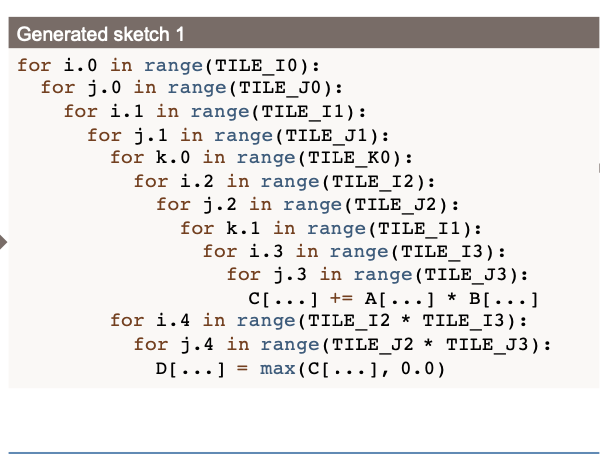 Generated sketch 1
for i.0 in range(TILE_I0):
for j.0 in range(TILE_J0):
for i.1 in range(TILE_I1):
for j.1 in range(TILE_J1):
for k.0 in range(TILE_K0):
for i.2 in range(TILE_I2):
for j.2 in range(TILE_J2):
for k.1 in range(TILE_I1):
for i.3 in range(TILE_I3):
for j.3 in range(TILE_J3):
C[...] += A[...] * B[...]
for i.4 in range(TILE_I2 * TILE_I3):
for j.4 in range(TILE_J2 * TILE_J3):
D[...] = max(C[...], 0.0)